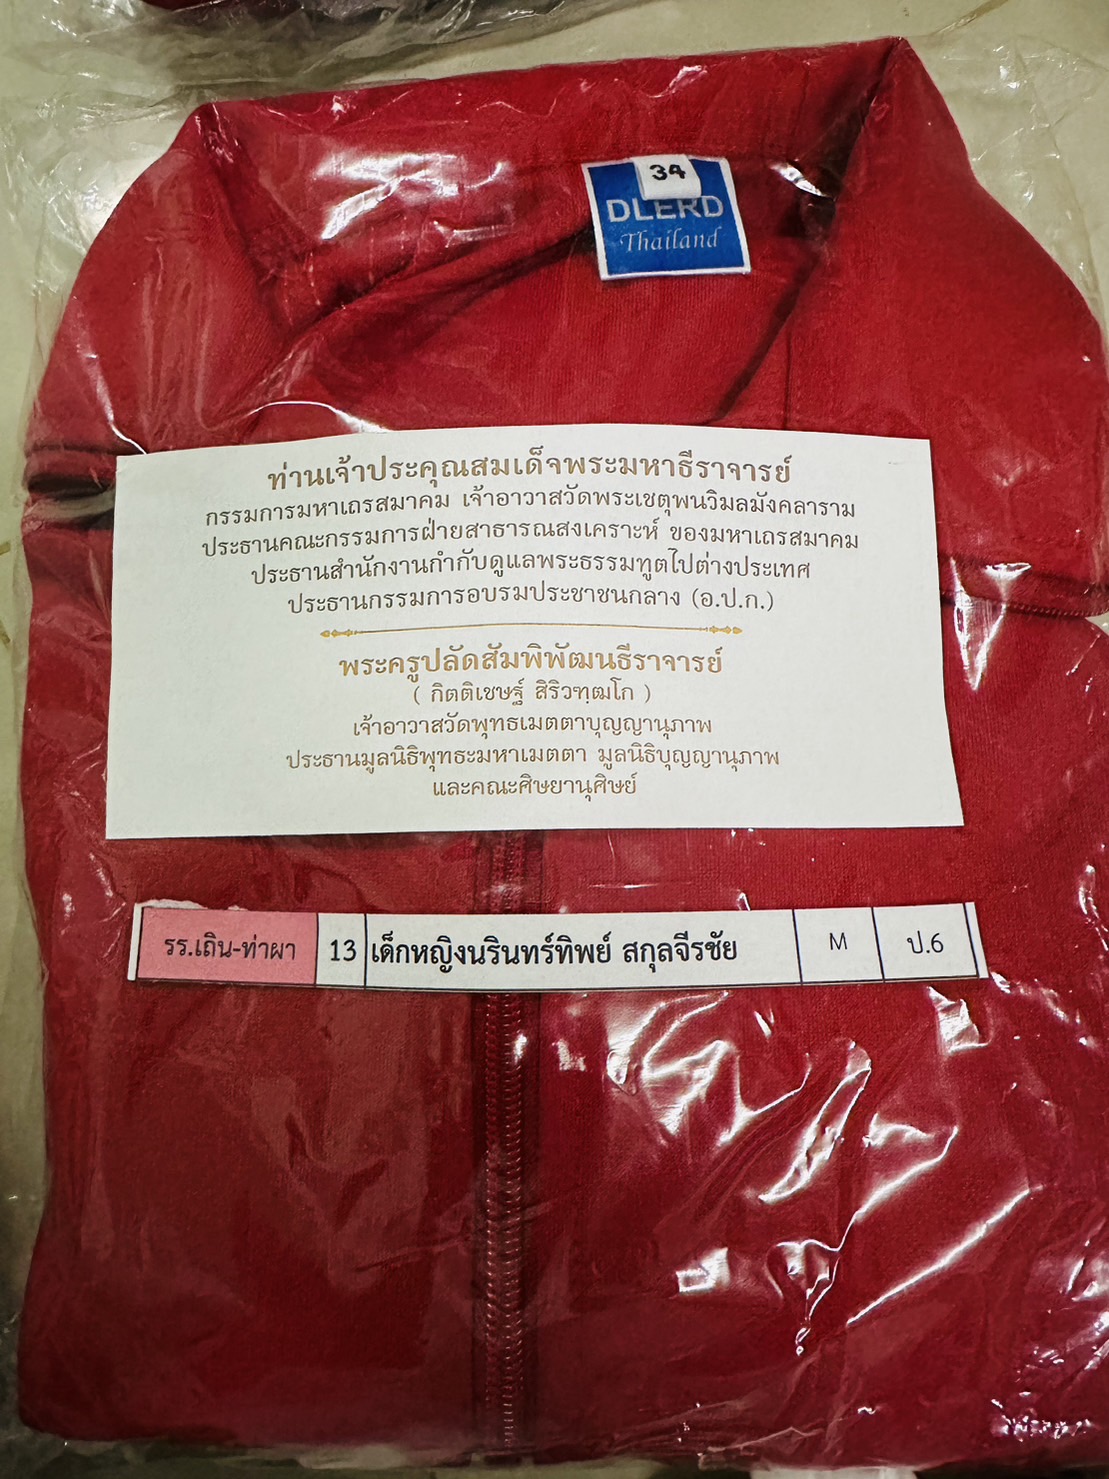 34
DLERD
Thailand
ท่านเจ้าประคุณสมเด็จพระมหาธีราจารย์
กรรมการมหาเถรสมาคม เจ้าอาวาสวัดพระเชตุพนวิมลมังคลาราม
ประธานคณะกรรมการฝ่ายสาธารณสงเคราะห์ ของมหาเถรสมาคม
ประธานสำนักงานกำกับดูแลพระธรรมทูตไปต่างประเทศ
ประธานกรรมการอบรมประชาชนกลาง (อ.ป.ก.)
พระครูปลัดสัมพิพัฒนธีราจารย์
( กิตติเชษฐ์ สิริวฑฺฒโก )
เจ้าอาวาสวัดพุทธเมตตาบุญญานุภาพ
ประธานมูลนิธิพุทธะมหาเมตตา มูลนิธิบุญญานุภาพ
และคณะศิษยานุศิษย์
รร.เถิน-ท่าผา 13 เด็กหญิงนรินทร์ทิพย์ สกุลจีรชัย M ป.6